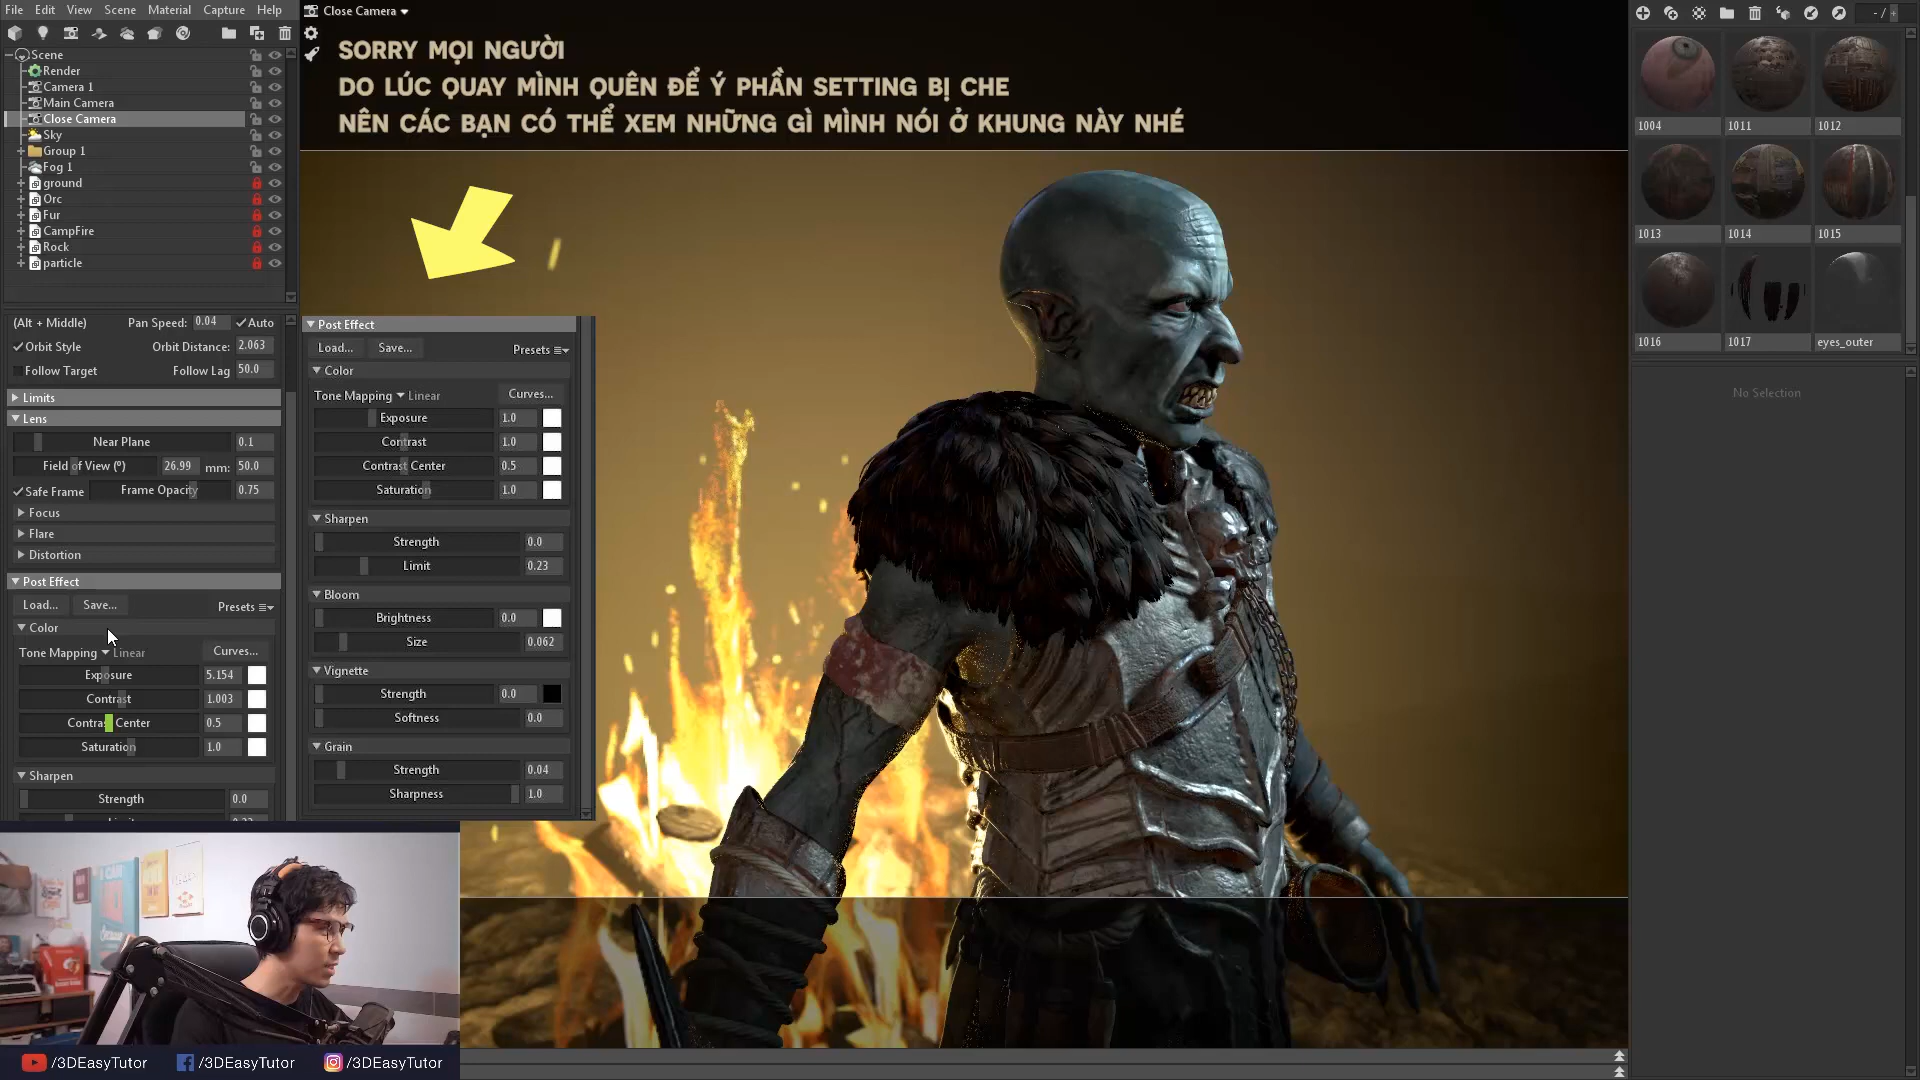 File Edit View Scene Material Capture Help
Close Camera
- /
SORRY MỌI NGƯỜI
DO LÚC QUAY MÌNH QUÊN ĐỂ Ý PHẦN SETTING BỊ CHE
NÊN CÁC BẠN CÓ THỂ XEM NHỮNG GÌ MÌNH NÓI Ở KHUNG NÀY NHÉ
Scene
Render
Camera 1
Main Camera
Close Camera
Sky
Group 1
Fog 1
ground
Orc
Fur
CampFire
Rock
particle
(Alt + Middle) Pan Speed: 0.04 Auto
Orbit Style Orbit Distance: 2.063
Follow Target Follow Lag 50.0
Limits
Lens
Near Plane 0.1
Field of View (º) 26.99 mm: 50.0
Safe Frame Frame Opacity 0.75
Focus
Flare
Distortion
Post Effect
Load... Save... Presets
Color
Tone Mapping Linear Curves...
Exposure 5.154
Contrast 1.003
Contrast Center 0.5
Saturation 1.0
Sharpen
Strength 0.0
Post Effect
Load... Save... Presets
Color
Tone Mapping Linear Curves...
Exposure 1.0
Contrast 1.0
Contrast Center 0.5
Saturation 1.0
Sharpen
Strength 0.0
Limit 0.23
Bloom
Brightness 0.0
Size 0.062
Vignette
Strength 0.0
Softness 0.0
Grain
Strength 0.04
Sharpness 1.0
1004 1011 1012
1013 1014 1015
1016 1017 eyes_outer
No Selection
/3DEasyTutor /3DEasyTutor /3DEasyTutor